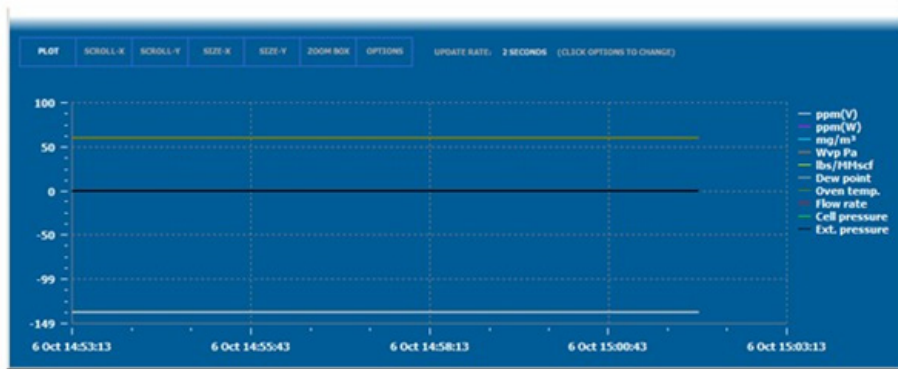 PLOT SCROLL-X SCROLL-Y SIZE-X SIZE-Y ZOOM BOX OPTIONS UPDATE RATE: 2 SECONDS (CLICK OPTIONS TO CHANGE)
100
50
0
-50
-99
-149
6 Oct 14:53:13 6 Oct 14:55:43 6 Oct 14:58:13 6 Oct 15:00:43 6 Oct 15:03:13
ppm(V)
ppm(W)
mg/m³
Wvp Pa
lbs/MMscf
Dew point
Oven temp.
Flow rate
Cell pressure
Ext. pressure